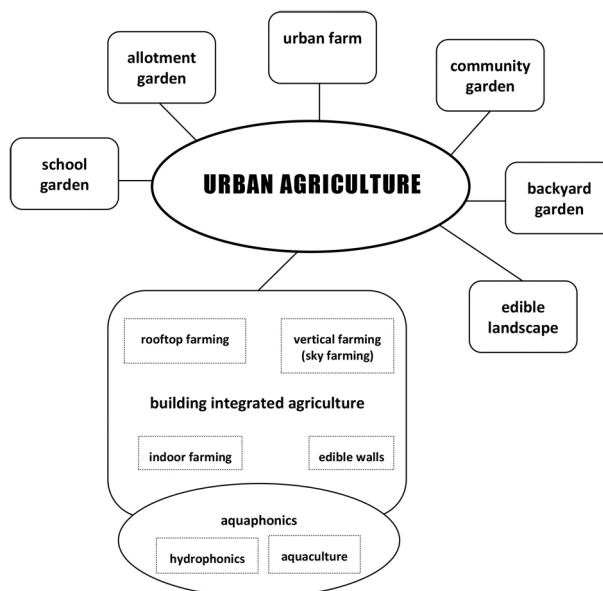 urban farm
allotment
garden
community
garden
school
garden
URBAN AGRICULTURE
backyard
garden
edible
landscape
rooftop farming
vertical farming
(sky farming)
building integrated agriculture
indoor farming
edible walls
aquaphonics
hydrophonics
aquaculture